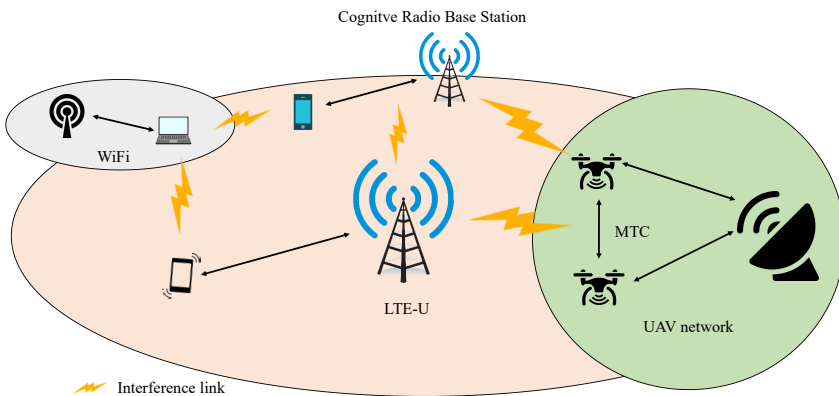 Cognitve Radio Base Station
WiFi
MTC
LTE-U
UAV network
Interference link